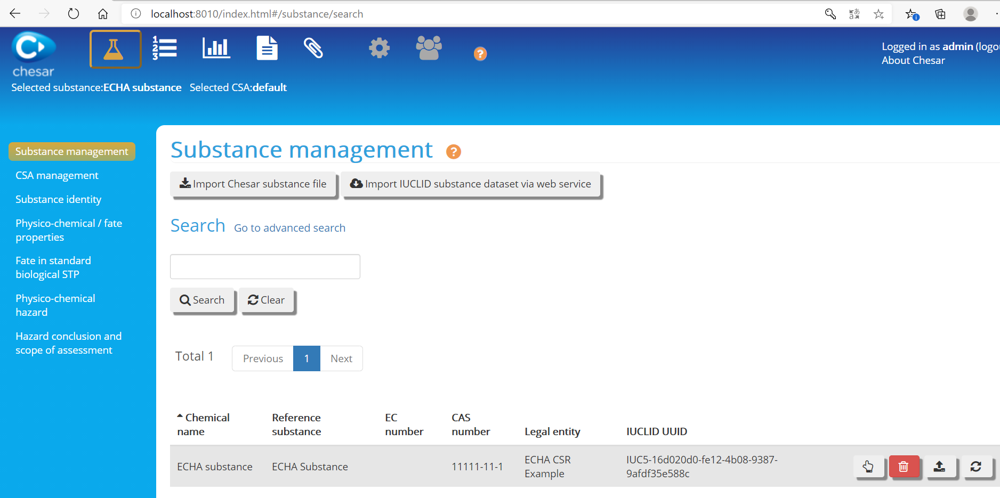 localhost:8010/index.html#/substance/search
chesar
1
2
3
?
Logged in as admin (logo
About Chesar
Selected substance:ECHA substance Selected CSA:default
Substance management
CSA management
Substance identity
Physico-chemical / fate
properties
Fate in standard
biological STP
Physico-chemical
hazard
Hazard conclusion and
scope of assessment
Substance management ?
Import Chesar substance file
Import IUCLID substance dataset via web service
Search Go to advanced search
Search
Clear
Total 1
Previous 1 Next
Chemical name
Reference substance
EC number
CAS number
Legal entity
IUCLID UUID
ECHA substance
ECHA Substance
11111-11-1
ECHA CSR
Example
IUC5-16d020d0-fe12-4b08-9387-
9afdf35e588c